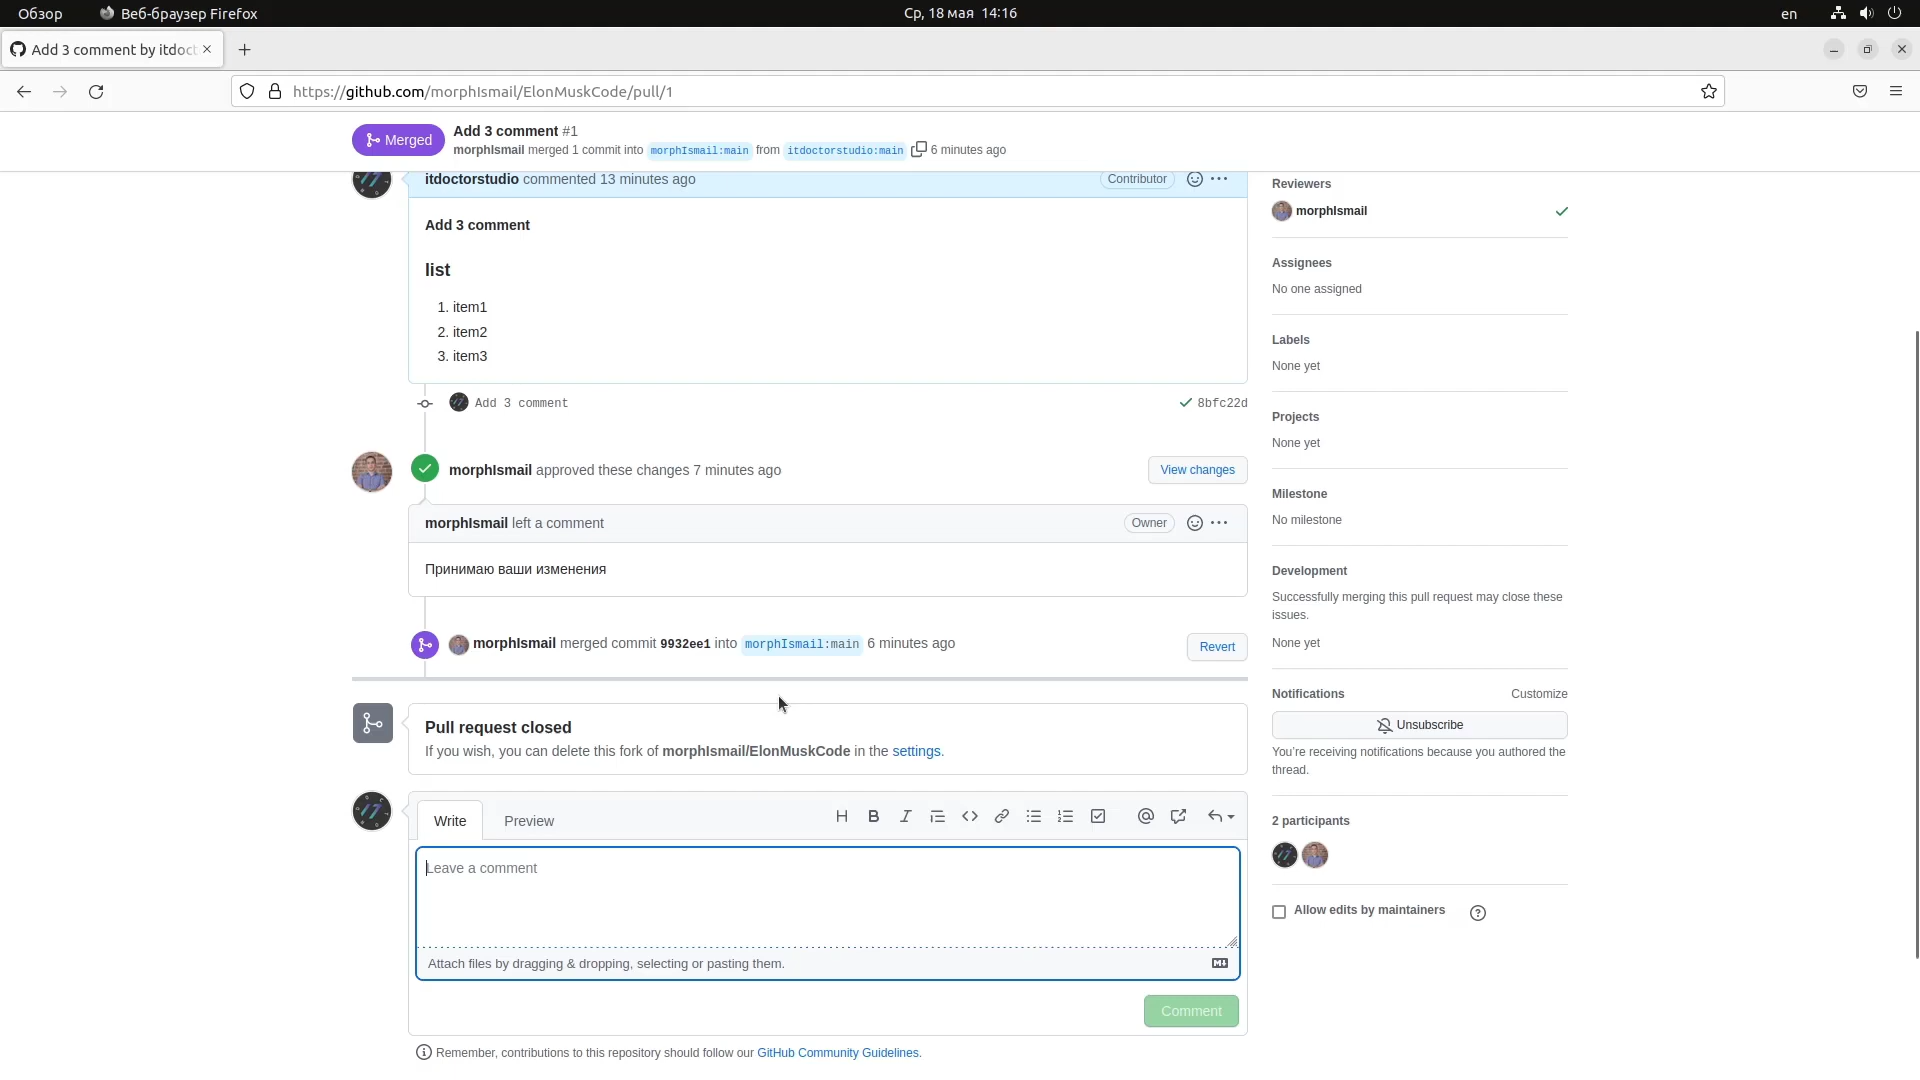 Обзор
Веб-браузер Firefox
Ср, 18 мая 14:16
en
Add 3 comment by itdoct
https://github.com/morphIsmail/ElonMuskCode/pull/1
Merged
Add 3 comment #1
morphIsmail merged 1 commit into morphIsmail:main from itdoctorstudio:main 6 minutes ago
itdoctorstudio commented 13 minutes ago
Contributor
Add 3 comment
list
1. item1
2. item2
3. item3
Add 3 comment
8bfc22d
morphIsmail approved these changes 7 minutes ago
View changes
morphIsmail left a comment
Owner
Принимаю ваши изменения
morphIsmail merged commit 9932ee1 into morphIsmail:main 6 minutes ago
Revert
Pull request closed
If you wish, you can delete this fork of morphIsmail/ElonMuskCode in the settings.
Write
Preview
Leave a comment
Attach files by dragging & dropping, selecting or pasting them.
Comment
Remember, contributions to this repository should follow our GitHub Community Guidelines.
Reviewers
morphIsmail
Assignees
No one assigned
Labels
None yet
Projects
None yet
Milestone
No milestone
Development
Successfully merging this pull request may close these
issues.
None yet
Notifications
Customize
Unsubscribe
You're receiving notifications because you authored the
thread.
2 participants
Allow edits by maintainers